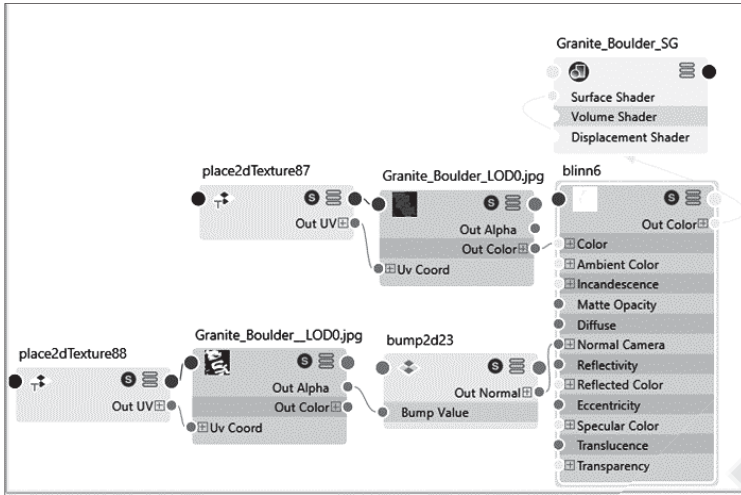 Granite_Boulder_SG
Surface Shader
Volume Shader
Displacement Shader
place2dTexture87
S
Out UV
Granite_Boulder_LOD0.jpg
S
Out Alpha
Out Color
Uv Coord
blinn6
S
Out Color
Color
Ambient Color
Incandescence
Matte Opacity
Diffuse
Normal Camera
Reflectivity
Reflected Color
Eccentricity
Specular Color
Translucence
Transparency
place2dTexture88
S
Out UV
Granite_Boulder__LOD0.jpg
S
Out Alpha
Out Color
Uv Coord
bump2d23
S
Out Normal
Bump Value